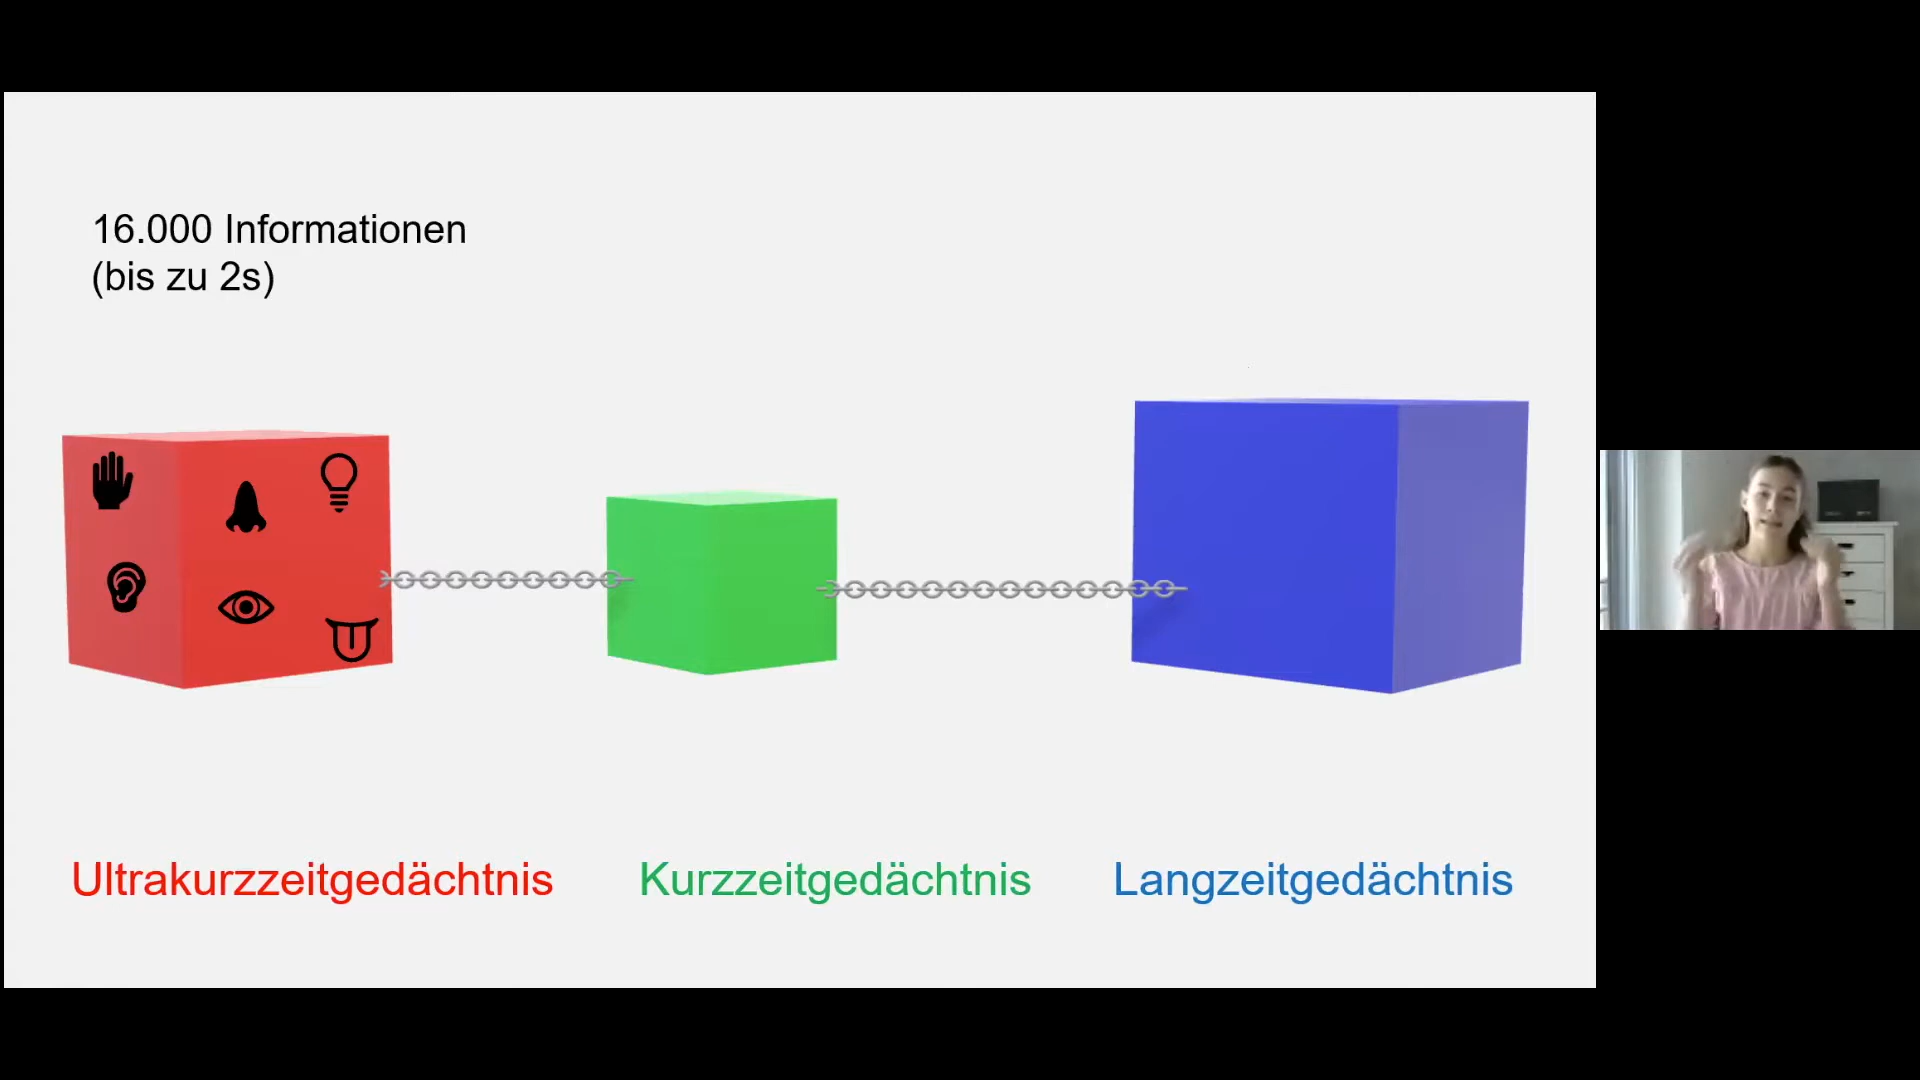 16.000 Informationen
(bis zu 2s)
Ultrakurzzeitgedächtnis
Kurzzeitgedächtnis
Langzeitgedächtnis